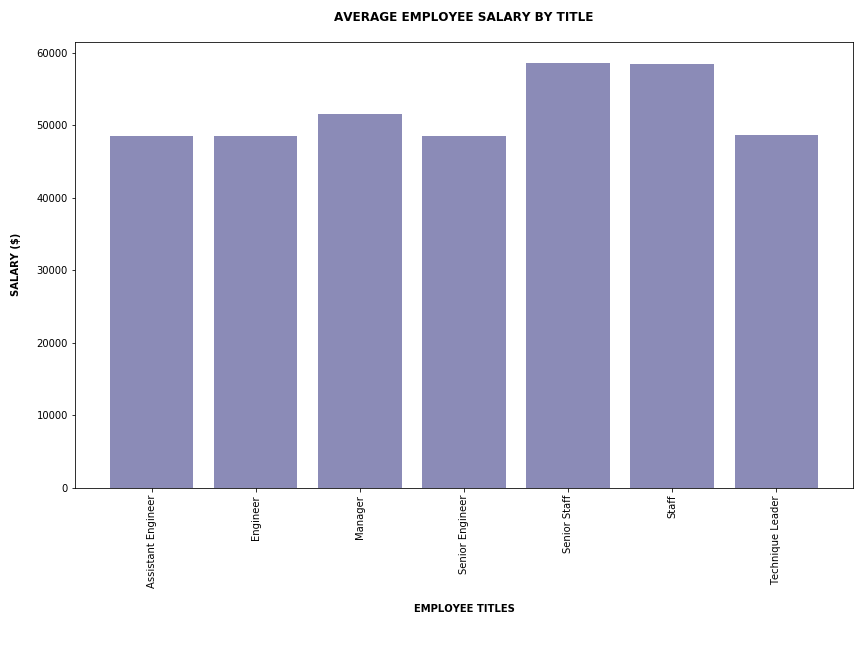 AVERAGE EMPLOYEE SALARY BY TITLE
60000
50000
40000
30000
20000
10000
0
SALARY ($)
Assistant Engineer
Engineer
Manager
Senior Engineer
Senior Staff
Staff
Technique Leader
EMPLOYEE TITLES